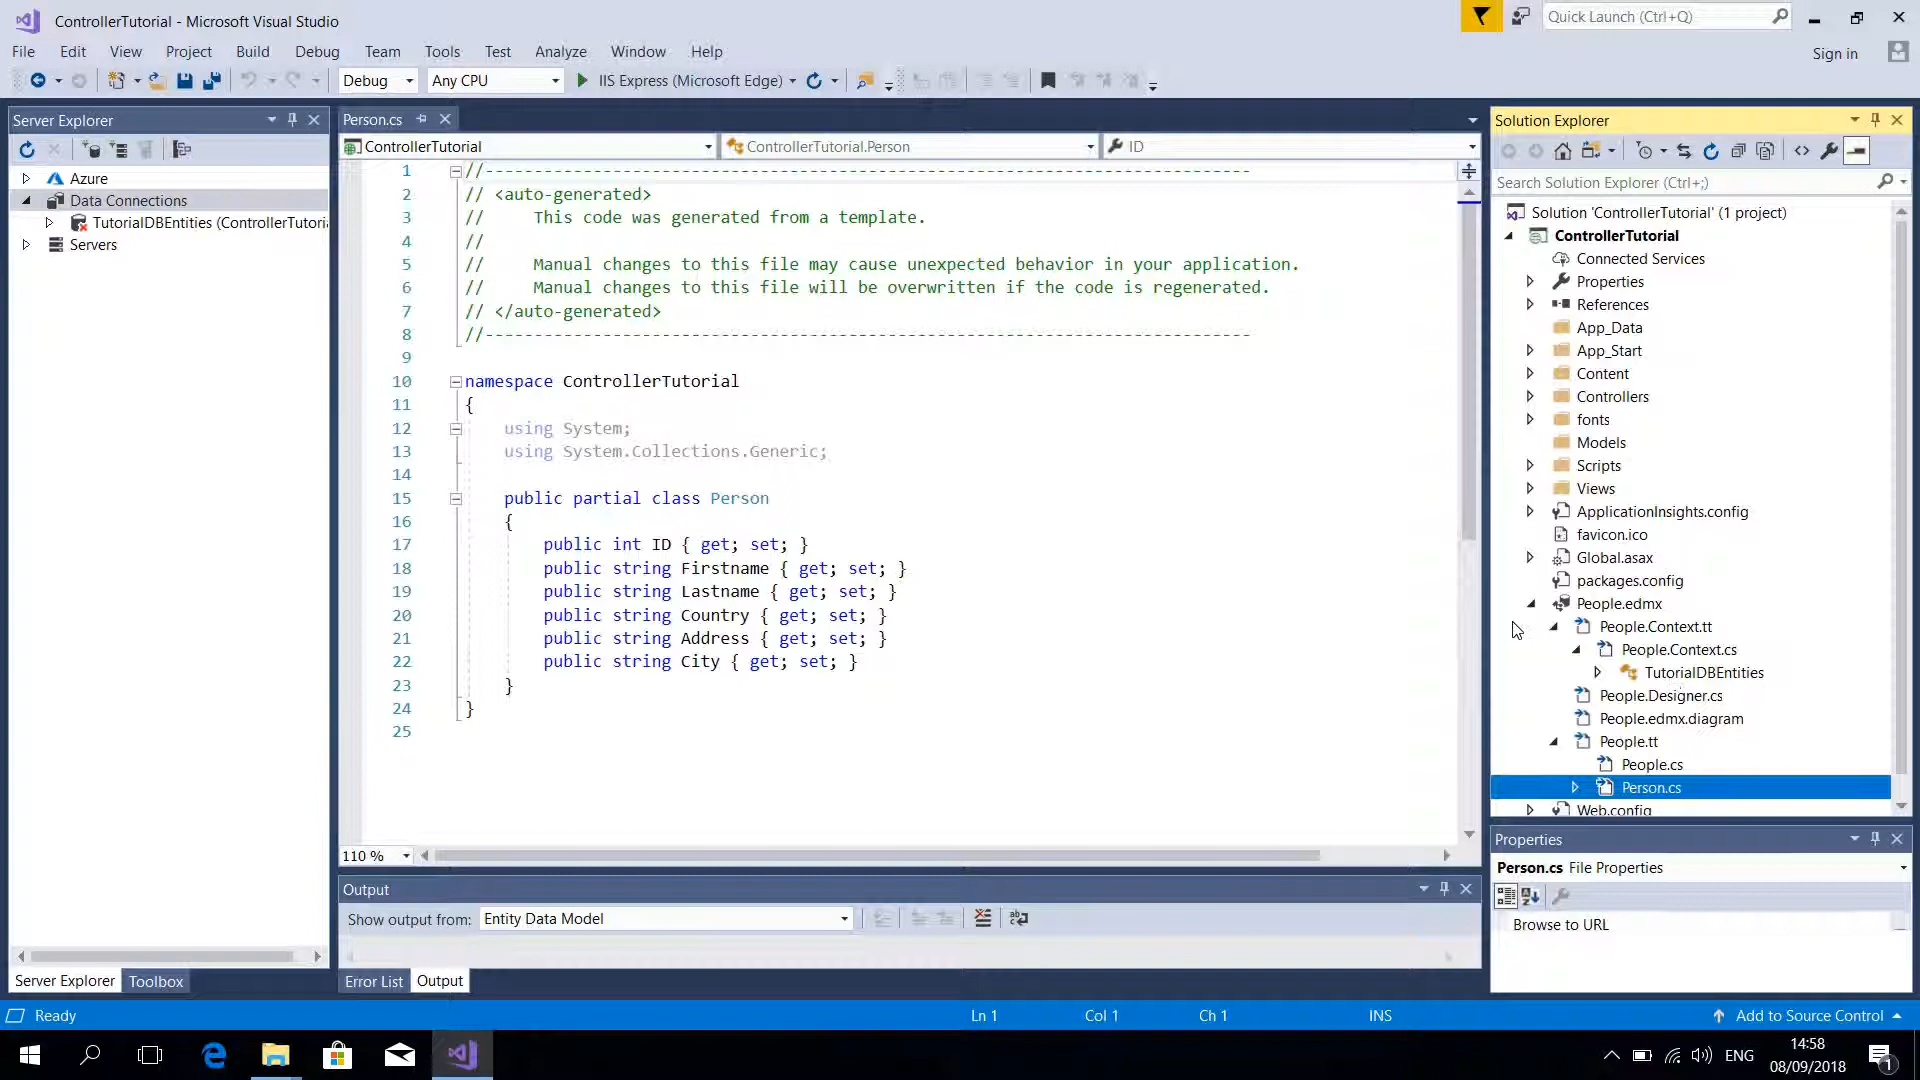 ControllerTutorial - Microsoft Visual Studio
Quick Launch (Ctrl+Q)
File Edit View Project Build Debug Team Tools Test Analyze Window Help
Sign in
Debug Any CPU IIS Express (Microsoft Edge)
Server Explorer
Azure
Data Connections
TutorialDBEntities (ControllerTutoria
Servers
Server Explorer Toolbox
Person.cs
ControllerTutorial ControllerTutorial.Person ID
1 //------------------------------------------------------------------------------
2 // <auto-generated>
3 //     This code was generated from a template.
4 //
5 //     Manual changes to this file may cause unexpected behavior in your application.
6 //     Manual changes to this file will be overwritten if the code is regenerated.
7 // </auto-generated>
8 //------------------------------------------------------------------------------
9
10 namespace ControllerTutorial
11 {
12     using System;
13     using System.Collections.Generic;
14
15     public partial class Person
16     {
17         public int ID { get; set; }
18         public string Firstname { get; set; }
19         public string Lastname { get; set; }
20         public string Country { get; set; }
21         public string Address { get; set; }
22         public string City { get; set; }
23     }
24 }
25
110 %
Output
Show output from: Entity Data Model
Error List Output
Solution Explorer
Search Solution Explorer (Ctrl+;)
Solution 'ControllerTutorial' (1 project)
ControllerTutorial
Connected Services
Properties
References
App_Data
App_Start
Content
Controllers
fonts
Models
Scripts
Views
ApplicationInsights.config
favicon.ico
Global.asax
packages.config
People.edmx
People.Context.tt
People.Context.cs
TutorialDBEntities
People.Designer.cs
People.edmx.diagram
People.tt
People.cs
Person.cs
Web.config
Properties
Person.cs File Properties
Browse to URL
Ready Ln 1 Col 1 Ch 1 INS Add to Source Control
ENG
14:58
08/09/2018
1